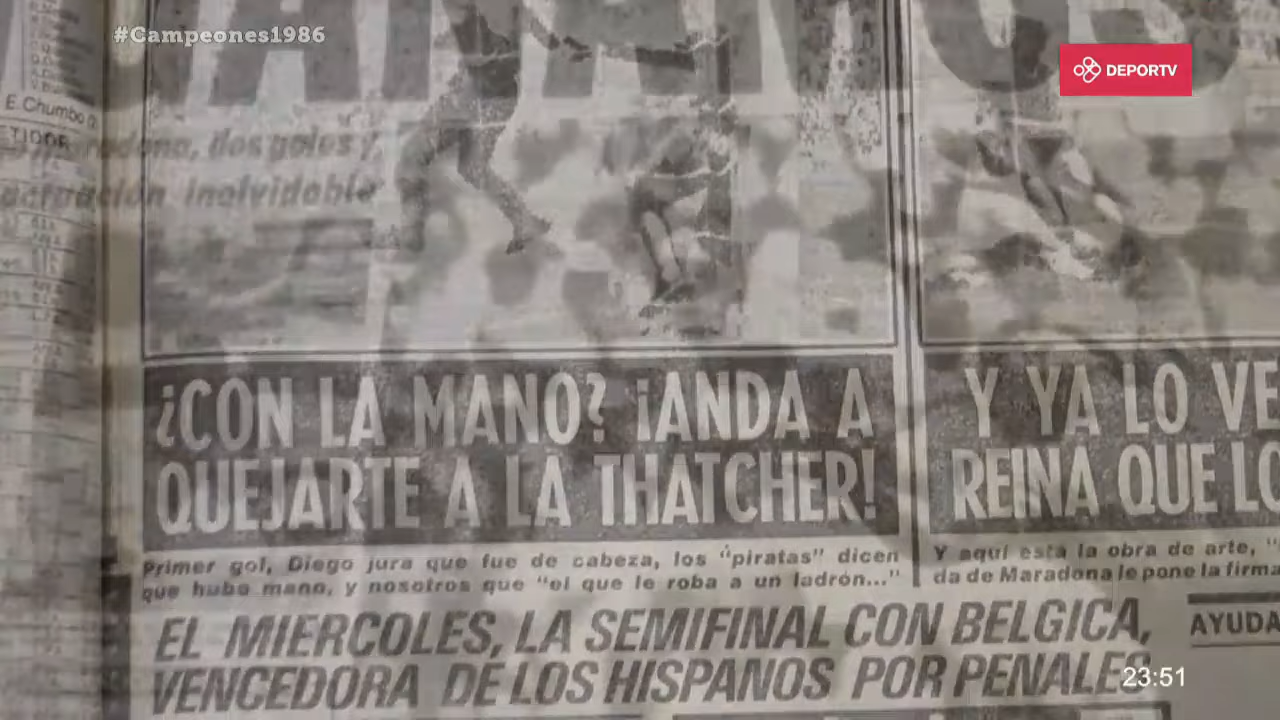 #Campeones1986
DEPORTV
E. Chumbo
dos goles y
actuación inolvidable
¿CON LA MANO? ¡ANDA A
QUEJARTE A LA THATCHER!
Y YA LO VE
REINA QUE LO
Primer gol, Diego jura que fue de cabeza, los "piratas" dicen
que hubo mano, y nosotros que "el que le roba a un ladrón..."
Y aquí está la obra de arte, "
da de Maradona le pone la firma
EL MIERCOLES, LA SEMIFINAL CON BELGICA,
VENCEDORA DE LOS HISPANOS POR PENALES
AYUDA
23:51